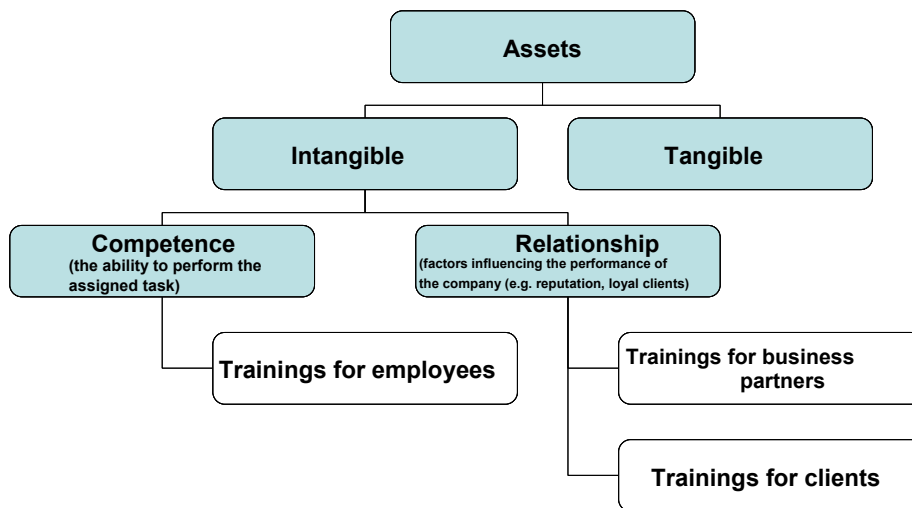 Assets
Intangible
Tangible
Competence
(the ability to perform the
assigned task)
Relationship
(factors influencing the performance of
the company (e.g. reputation, loyal clients)
Trainings for employees
Trainings for business
partners
Trainings for clients